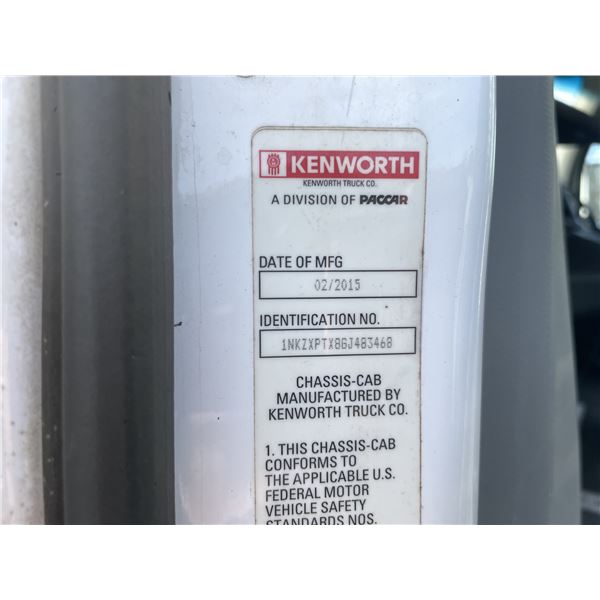 KENWORTH
KENWORTH TRUCK CO.
A DIVISION OF PACCAR
DATE OF MFG
02/2015
IDENTIFICATION NO.
1NKZXPTX8GJ483468
CHASSIS-CAB
MANUFACTURED BY
KENWORTH TRUCK CO.
1. THIS CHASSIS-CAB
CONFORMS TO
THE APPLICABLE U.S.
FEDERAL MOTOR
VEHICLE SAFETY
STANDARDS NOS.